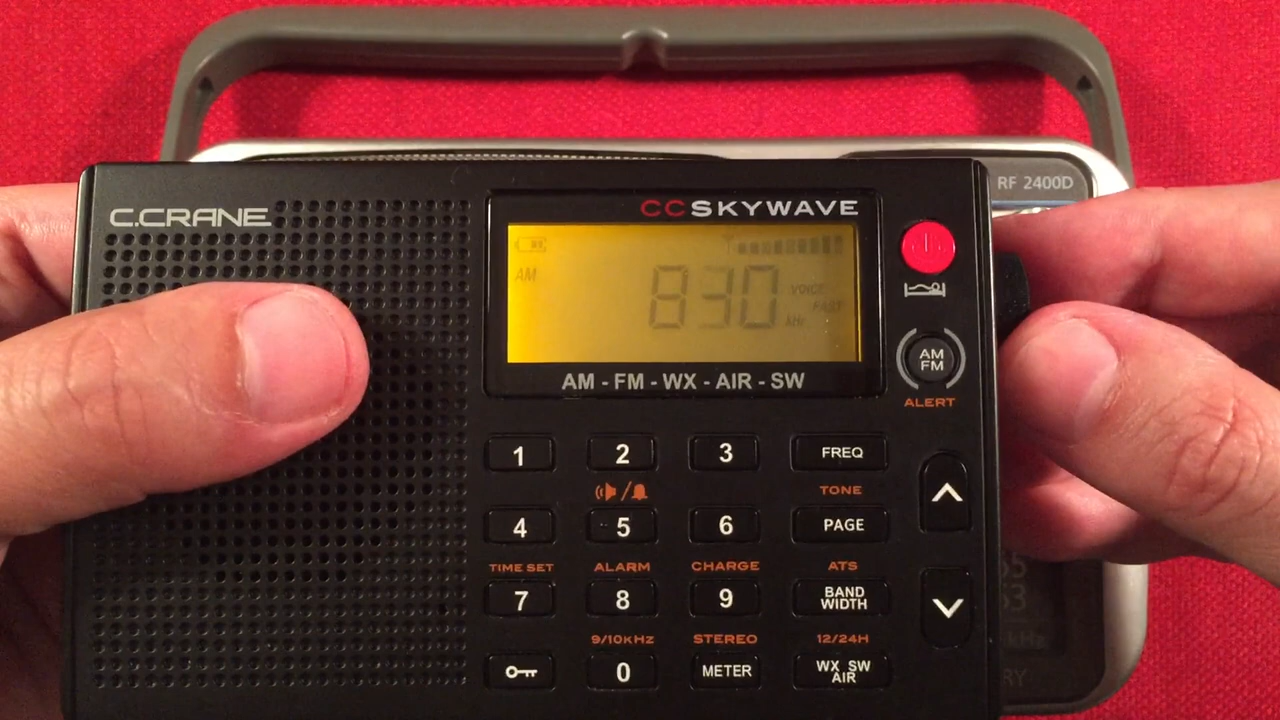 RF 2400D
C.CRANE
CCSKYWAVE
AM
830
VOICE
FAST
kHz
AM - FM - WX - AIR - SW
AM
FM
ALERT
1 2 3 FREQ
TONE
4 5 6 PAGE
TIME SET ALARM CHARGE ATS
7 8 9 BAND
WIDTH
9/10kHz STEREO 12/24H
0 METER WX SW
AIR